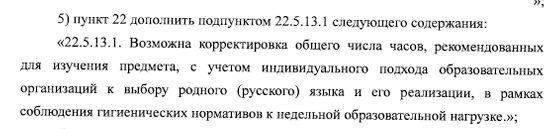 »;
5) пункт 22 дополнить подпунктом 22.5.13.1 следующего содержания:
«22.5.13.1. Возможна корректировка общего числа часов, рекомендованных
для изучения предмета, с учетом индивидуального подхода образовательных
организаций к выбору родного (русского) языка и его реализации, в рамках
соблюдения гигиенических нормативов к недельной образовательной нагрузке.»;